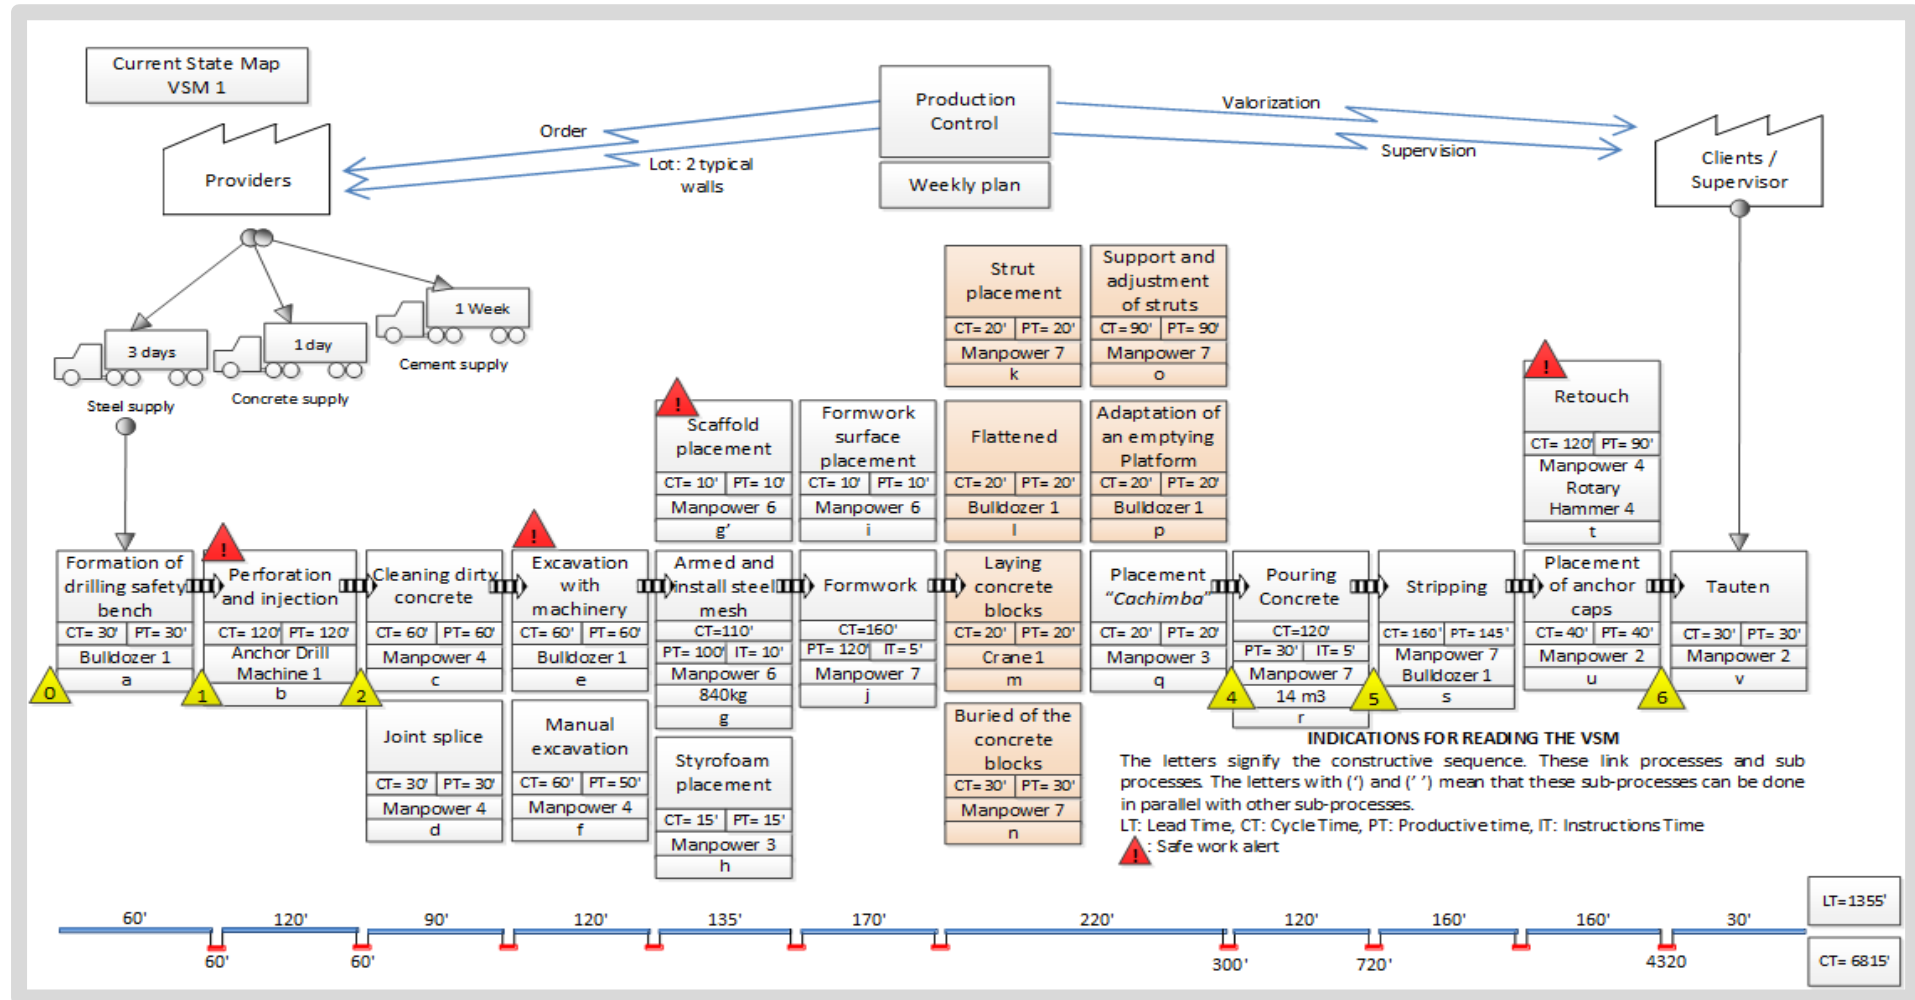 Current State Map
VSM 1
Production
Control
Weekly plan
Order
Lot: 2 typical
walls
Valorization
Supervision
Providers
Clients /
Supervisor
3 days
Steel supply
1 day
Concrete supply
1 Week
Cement supply
Formation of
drilling safety
bench
CT= 30' PT= 30'
Bulldozer 1
a
0
!
Perforation
and injection
CT= 120' PT= 120'
Anchor Drill
Machine 1
b
1
Cleaning dirty
concrete
CT= 60' PT= 60'
Manpower 4
c
2
Joint splice
CT= 30' PT= 30'
Manpower 4
d
!
Excavation
with
machinery
CT= 60' PT= 60'
Bulldozer 1
e
Manual
excavation
CT= 60' PT= 50'
Manpower 4
f
!
Scaffold
placement
CT= 10' PT= 10'
Manpower 6
g'
Armed and
install steel
mesh
CT=110'
PT= 100' IT= 10'
Manpower 6
840kg
g
Styrofoam
placement
CT= 15' PT= 15'
Manpower 3
h
Formwork
surface
placement
CT= 10' PT= 10'
Manpower 6
i
Formwork
CT=160'
PT= 120' IT= 5'
Manpower 7
j
Strut
placement
CT= 20' PT= 20'
Manpower 7
k
Flattened
CT= 20' PT= 20'
Bulldozer 1
l
Laying
concrete
blocks
CT= 20' PT= 20'
Crane 1
m
Buried of the
concrete
blocks
CT= 30' PT= 30'
Manpower 7
n
Support and
adjustment
of struts
CT= 90' PT= 90'
Manpower 7
o
Adaptation of
an emptying
Platform
CT= 20' PT= 20'
Bulldozer 1
p
Placement
"Cachimba"
CT= 20' PT= 20'
Manpower 3
q
4
Pouring
Concrete
CT=120'
PT= 30' IT= 5'
Manpower 7
14 m3
r
5
Stripping
CT= 160' PT= 145'
Manpower 7
Bulldozer 1
s
!
Retouch
CT= 120' PT= 90'
Manpower 4
Rotary
Hammer 4
t
Placement
of anchor
caps
CT= 40' PT= 40'
Manpower 2
u
6
Tauten
CT= 30' PT= 30'
Manpower 2
v
INDICATIONS FOR READING THE VSM
The letters signify the constructive sequence. These link processes and sub
processes. The letters with (') and (' ') mean that these sub-processes can be done
in parallel with other sub-processes.
LT: Lead Time, CT: Cycle Time, PT: Productive time, IT: Instructions Time
! : Safe work alert
60' 120' 90' 120' 135' 170' 220' 120' 160' 160' 30'
60' 60' 300' 720' 4320
LT=1355'
CT= 6815'